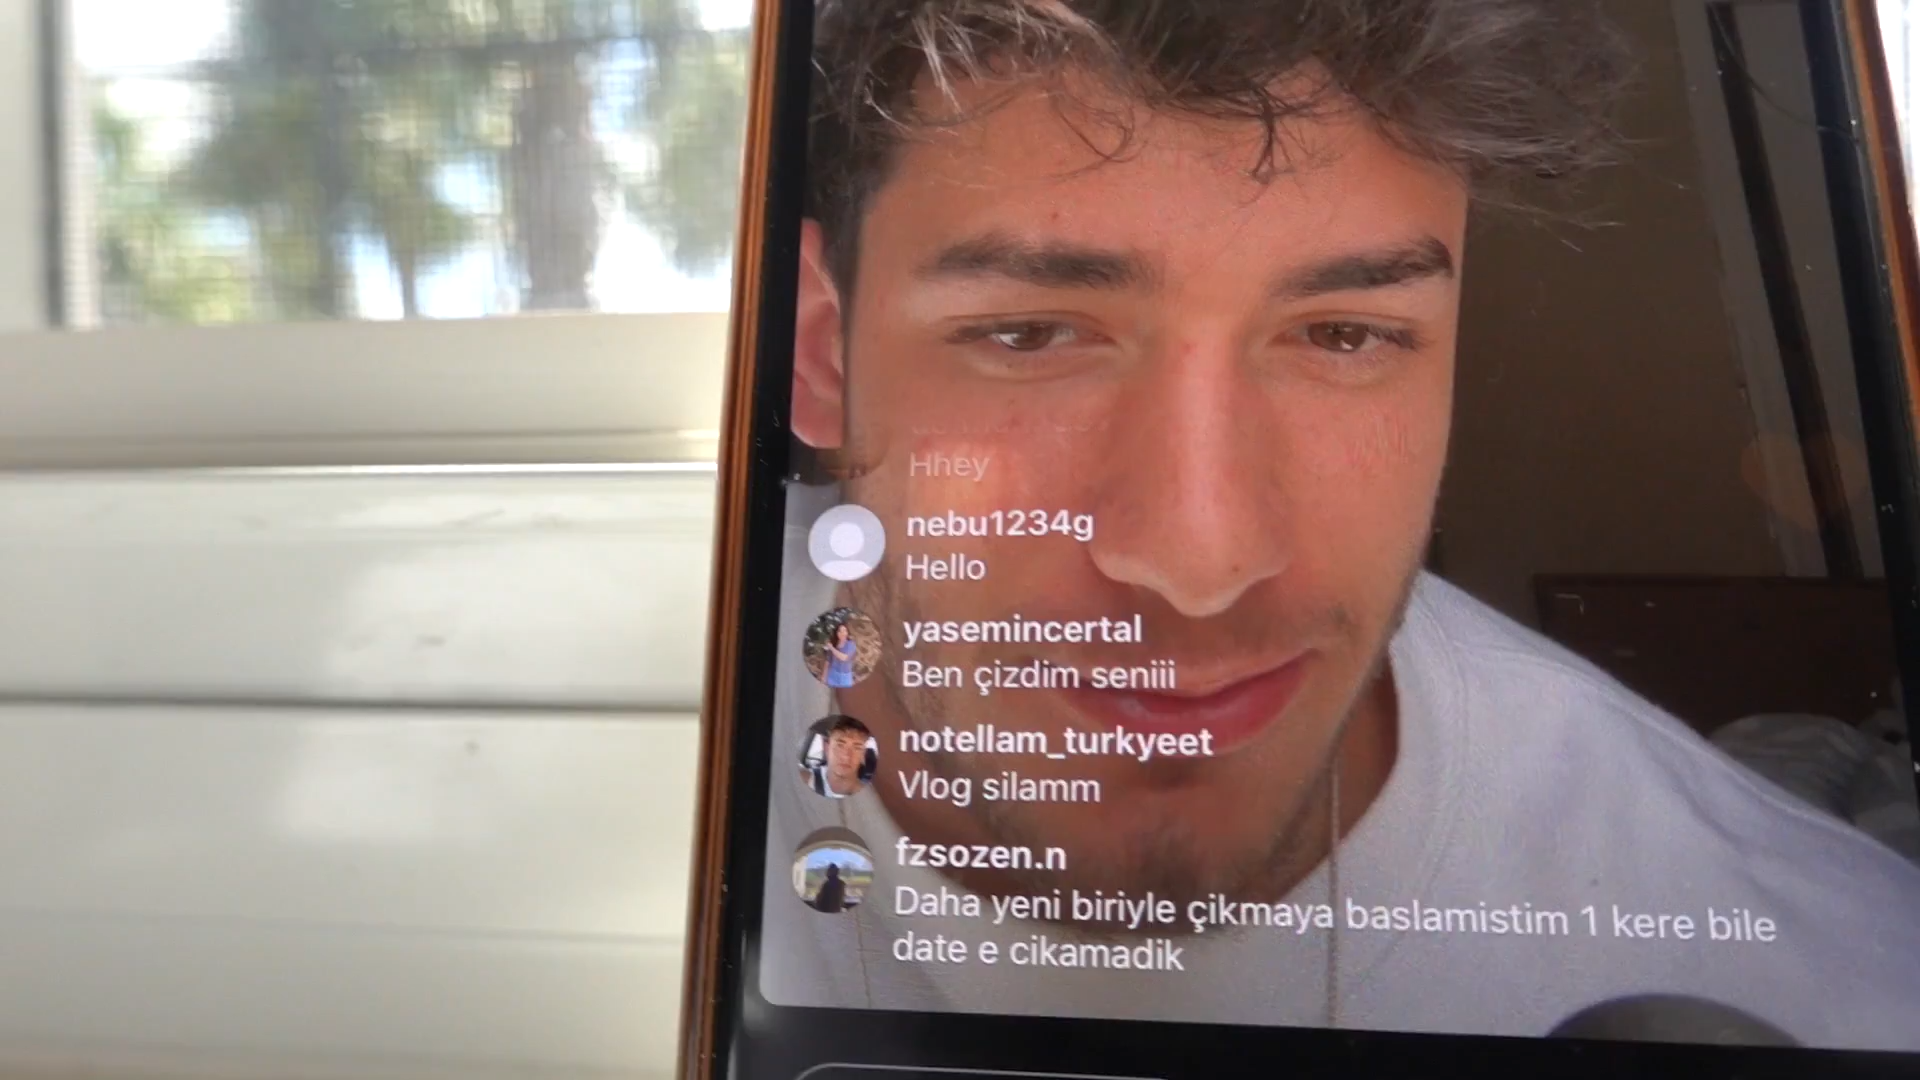 Hhey
nebu1234g
Hello
yasemincertal
Ben çizdim seniii
notellam_turkyeet
Vlog silamm
fzsozen.n
Daha yeni biriyle çikmaya baslamistim 1 kere bile
date e cikamadik